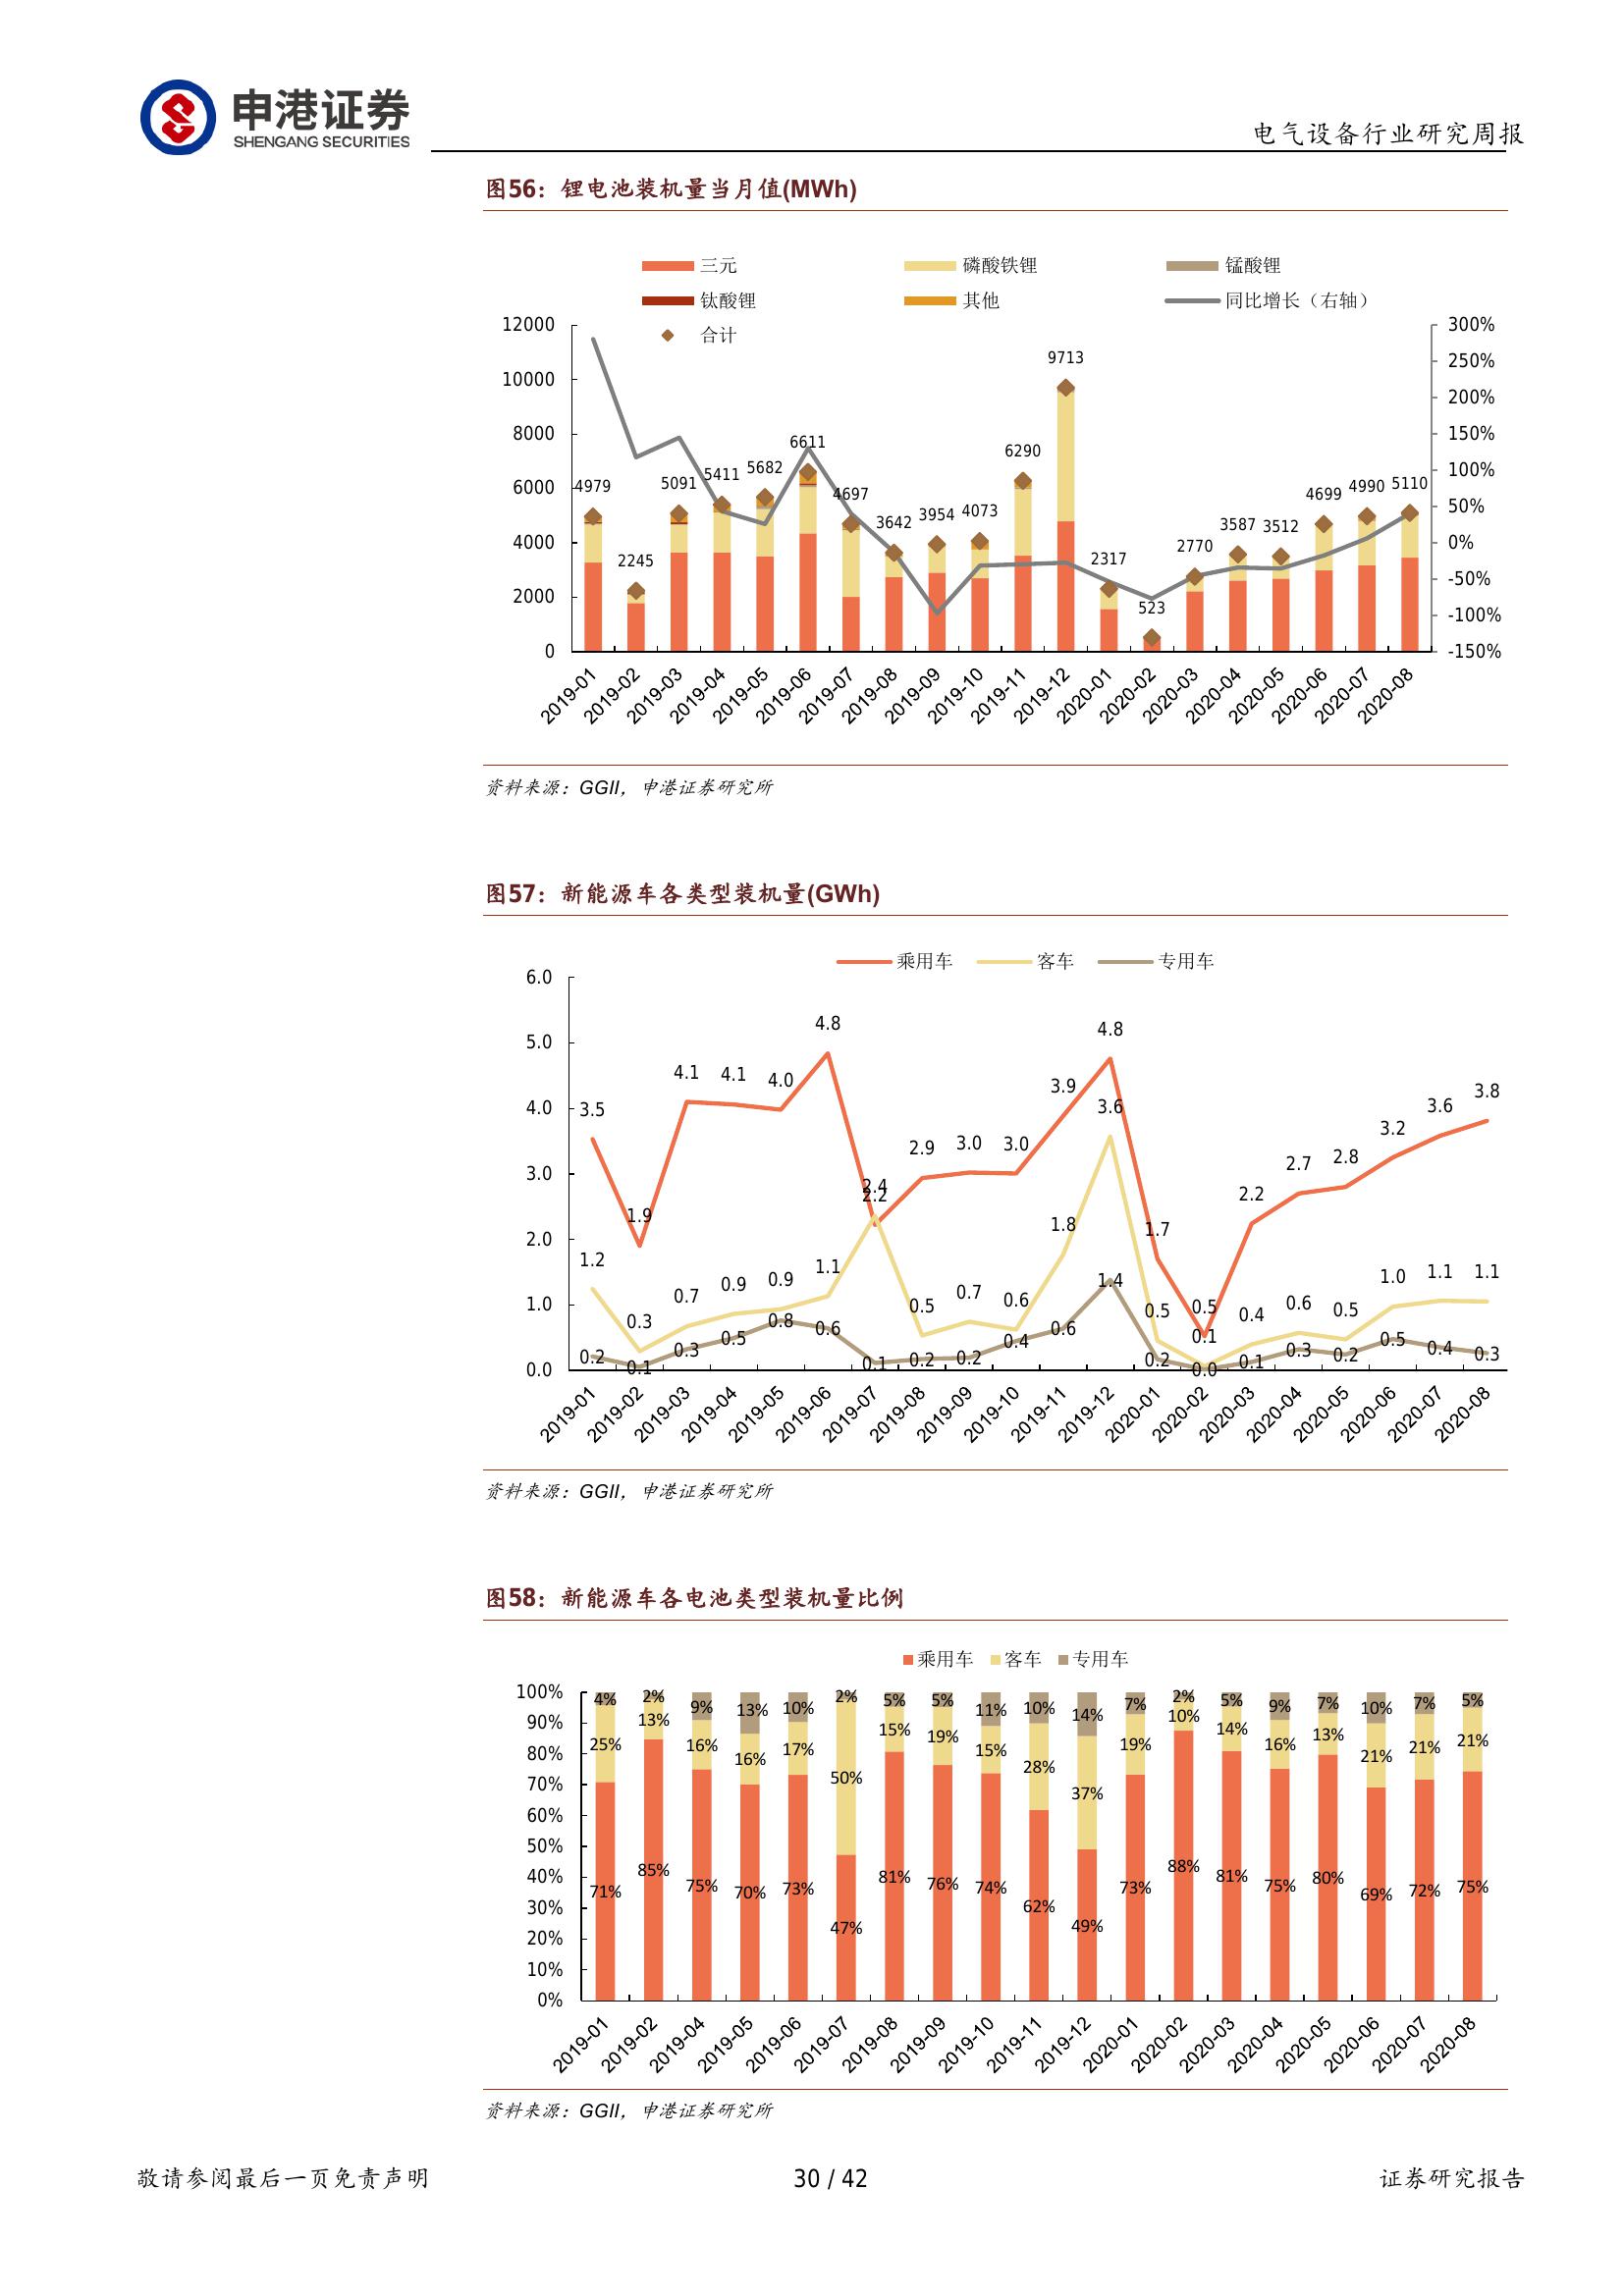 申港证券
SHENGANG SECURITIES
电气设备行业研究周报
图56：锂电池装机量当月值(MWh)
三元 磷酸铁锂 锰酸锂
钛酸锂 其他 同比增长（右轴）
合计
12000 10000 8000 6000 4000 2000 0
4979 2245 5091 5411 5682 6611 4697 3642 3954 4073 6290 9713 2317 523 2770 3587 3512 4699 4990 5110
300% 250% 200% 150% 100% 50% 0% -50% -100% -150%
2019-01 2019-02 2019-03 2019-04 2019-05 2019-06 2019-07 2019-08 2019-09 2019-10 2019-11 2019-12 2020-01 2020-02 2020-03 2020-04 2020-05 2020-06 2020-07 2020-08
资料来源：GGII，申港证券研究所
图57：新能源车各类型装机量(GWh)
乘用车 客车 专用车
6.0 5.0 4.0 3.0 2.0 1.0 0.0
3.5 1.9 4.1 4.1 4.0 4.8 2.2 2.9 3.0 3.0 3.9 4.8 1.7 0.5 2.2 2.7 2.8 3.2 3.6 3.8
1.2 0.3 0.7 0.9 0.9 1.1 2.4 0.5 0.7 0.6 1.8 3.6 0.5 0.1 0.4 0.6 0.5 1.0 1.1 1.1
0.2 0.1 0.3 0.5 0.8 0.6 0.1 0.2 0.2 0.4 0.6 1.4 0.2 0.0 0.1 0.3 0.2 0.5 0.4 0.3
2019-01 2019-02 2019-03 2019-04 2019-05 2019-06 2019-07 2019-08 2019-09 2019-10 2019-11 2019-12 2020-01 2020-02 2020-03 2020-04 2020-05 2020-06 2020-07 2020-08
资料来源：GGII，申港证券研究所
图58：新能源车各电池类型装机量比例
乘用车 客车 专用车
100% 90% 80% 70% 60% 50% 40% 30% 20% 10% 0%
4% 2% 9% 13% 10% 2% 5% 5% 11% 10% 14% 7% 2% 5% 9% 7% 10% 7% 5%
25% 13% 16% 16% 17% 50% 15% 19% 15% 28% 37% 19% 10% 14% 16% 13% 21% 21% 21%
71% 85% 75% 70% 73% 47% 81% 76% 74% 62% 49% 73% 88% 81% 75% 80% 69% 72% 75%
2019-01 2019-02 2019-04 2019-05 2019-06 2019-07 2019-08 2019-09 2019-10 2019-11 2019-12 2020-01 2020-02 2020-03 2020-04 2020-05 2020-06 2020-07 2020-08
资料来源：GGII，申港证券研究所
敬请参阅最后一页免责声明 30 / 42 证券研究报告